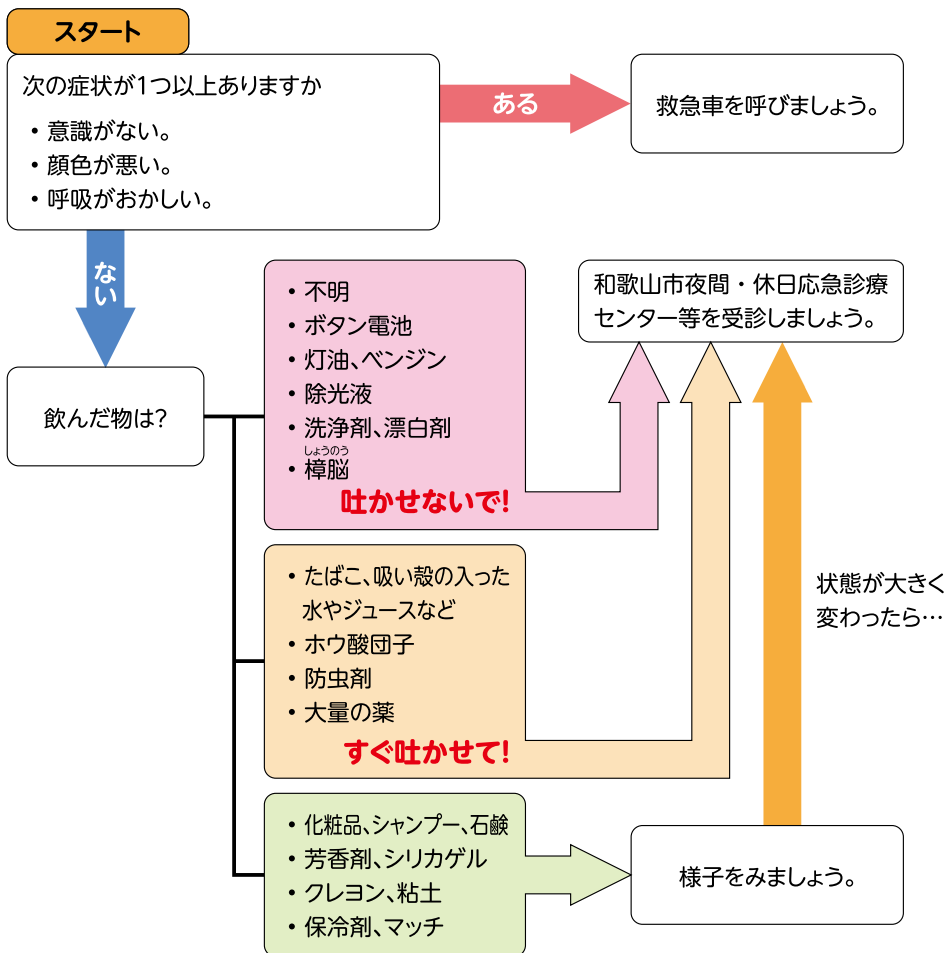 スタート
次の症状が1つ以上ありますか
・意識がない。
・顔色が悪い。
・呼吸がおかしい。
ある
救急車を呼びましょう。
ない
飲んだ物は?
・不明
・ボタン電池
・灯油、ベンジン
・除光液
・洗浄剤、漂白剤
しょうのう
・樟脳
吐かせないで!
和歌山市夜間・休日応急診療
センター等を受診しましょう。
・たばこ、吸い殻の入った
水やジュースなど
・ホウ酸団子
・防虫剤
・大量の薬
すぐ吐かせて!
状態が大きく
変わったら…
・化粧品、シャンプー、石鹸
・芳香剤、シリカゲル
・クレヨン、粘土
・保冷剤、マッチ
様子をみましょう。